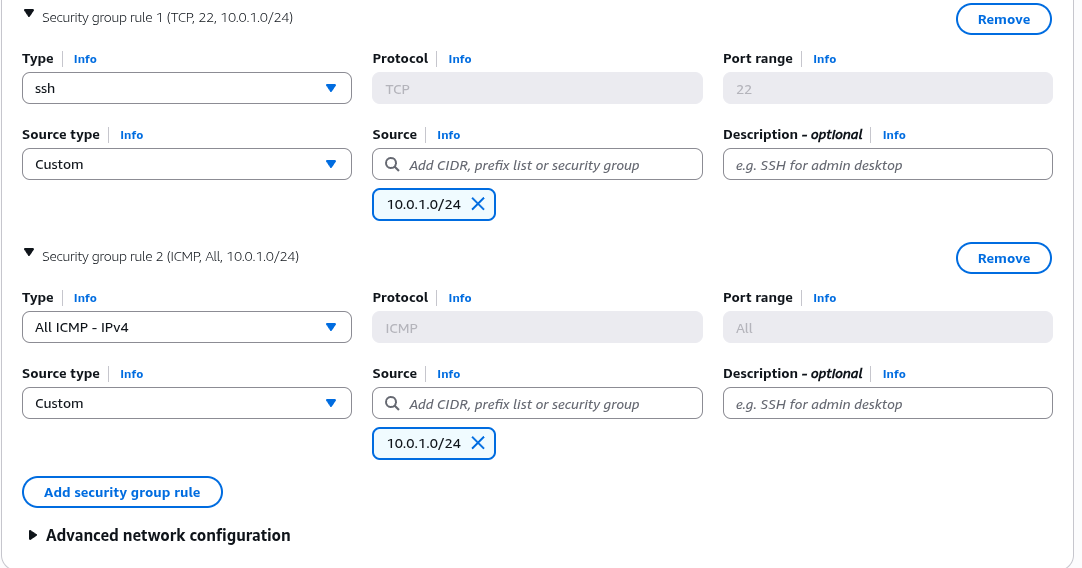 Security group rule 1 (TCP, 22, 10.0.1.0/24)
Remove
Type Info Protocol Info Port range Info
ssh TCP 22
Source type Info Source Info Description - optional Info
Custom Add CIDR, prefix list or security group e.g. SSH for admin desktop
10.0.1.0/24
Security group rule 2 (ICMP, All, 10.0.1.0/24)
Remove
Type Info Protocol Info Port range Info
All ICMP - IPv4 ICMP All
Source type Info Source Info Description - optional Info
Custom Add CIDR, prefix list or security group e.g. SSH for admin desktop
10.0.1.0/24
Add security group rule
Advanced network configuration